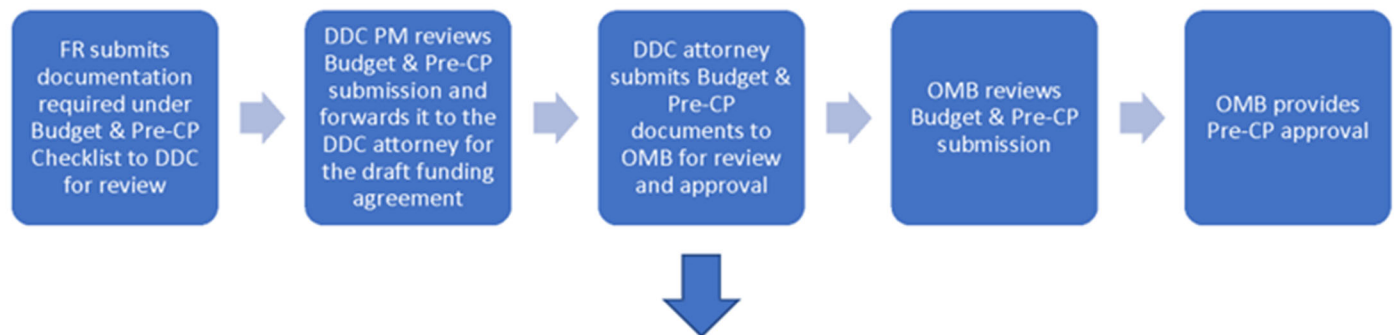 FR submits
documentation
required under
Budget & Pre-CP
Checklist to DDC
for review
DDC PM reviews
Budget & Pre-CP
submission and
forwards it to the
DDC attorney for
the draft funding
agreement
DDC attorney
submits Budget &
Pre-CP
documents to
OMB for review
and approval
OMB reviews
Budget & Pre-CP
submission
OMB provides
Pre-CP approval